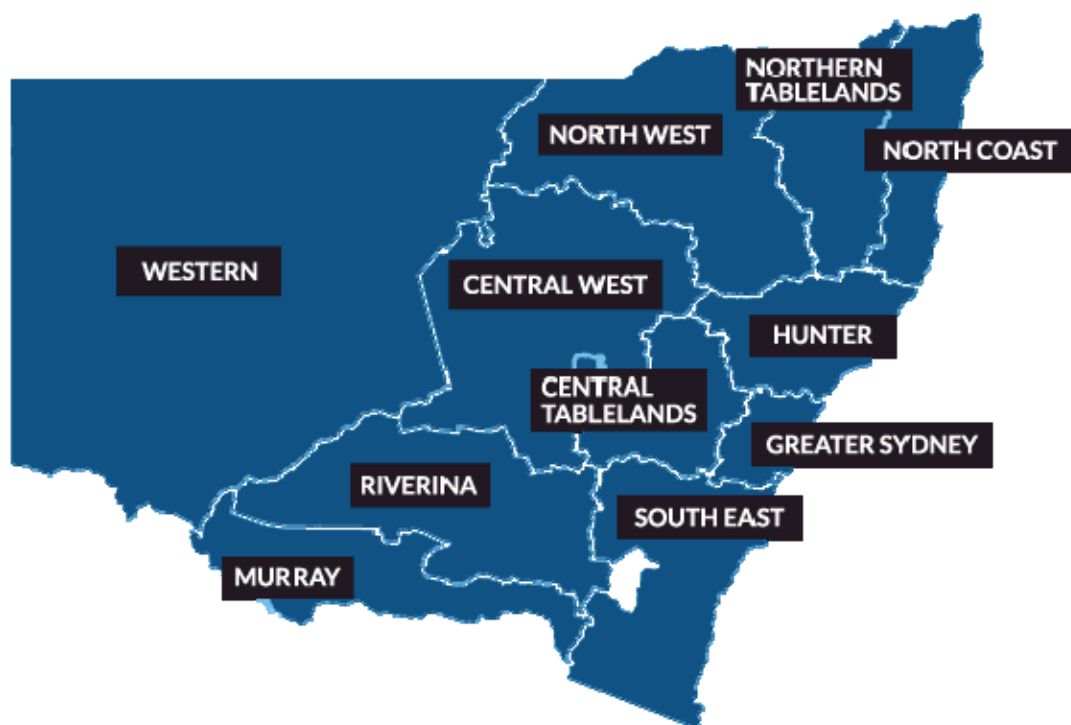 NORTHERN
TABLELANDS
NORTH WEST
NORTH COAST
WESTERN
CENTRAL WEST
HUNTER
CENTRAL
TABLELANDS
GREATER SYDNEY
RIVERINA
SOUTH EAST
MURRAY